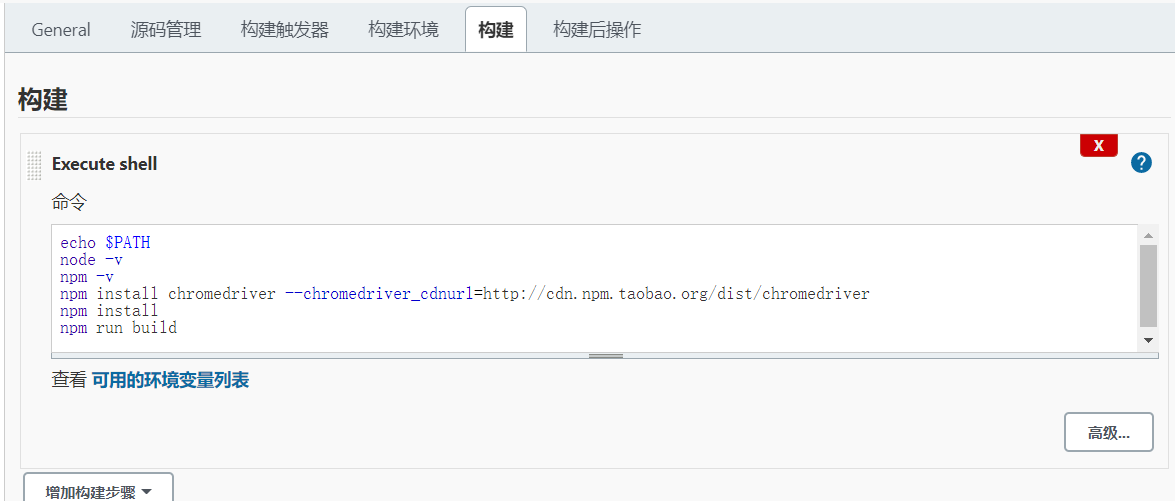 General 源码管理 构建触发器 构建环境 构建 构建后操作
构建
X
Execute shell
命令
echo $PATH
node -v
npm -v
npm install chromedriver --chromedriver_cdnurl=http://cdn.npm.taobao.org/dist/chromedriver
npm install
npm run build
查看 可用的环境变量列表
高级...
增加构建步骤